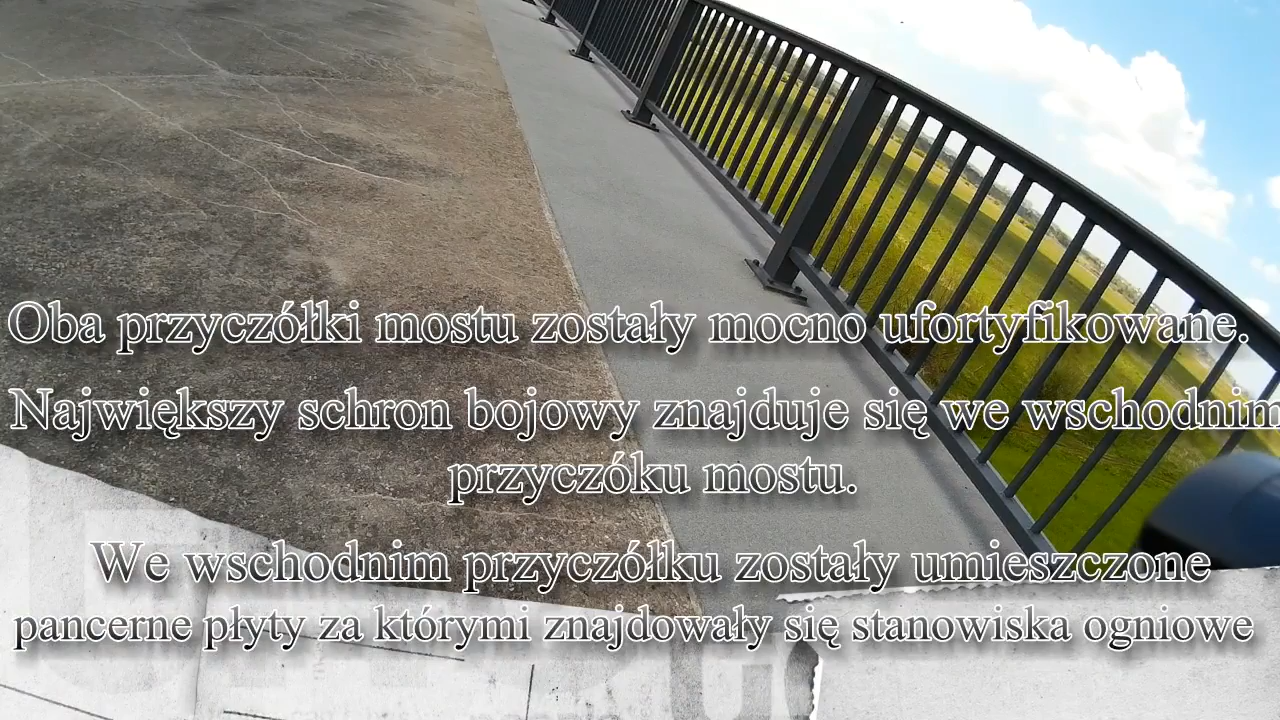 Oba przyczółki mostu zostały mocno ufortyfikowane.
Największy schron bojowy znajduje się we wschodnim
przyczóku mostu.
We wschodnim przyczółku zostały umieszczone
pancerne płyty za którymi znajdowały się stanowiska ogniowe